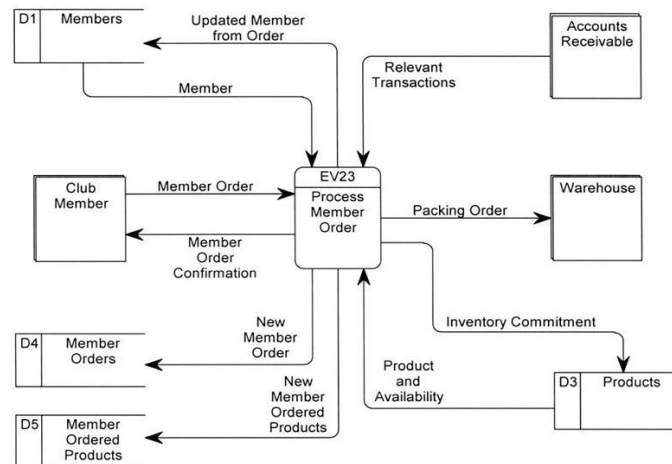 D1 Members
Updated Member
from Order
Accounts
Receivable
Relevant
Transactions
Member
EV23
Process
Member
Order
Club
Member
Member Order
Member
Order
Confirmation
Packing Order
Warehouse
New
Member
Order
Inventory Commitment
D4 Member
Orders
Product
and
Availability
D3 Products
New
Member
Ordered
Products
D5 Member
Ordered
Products